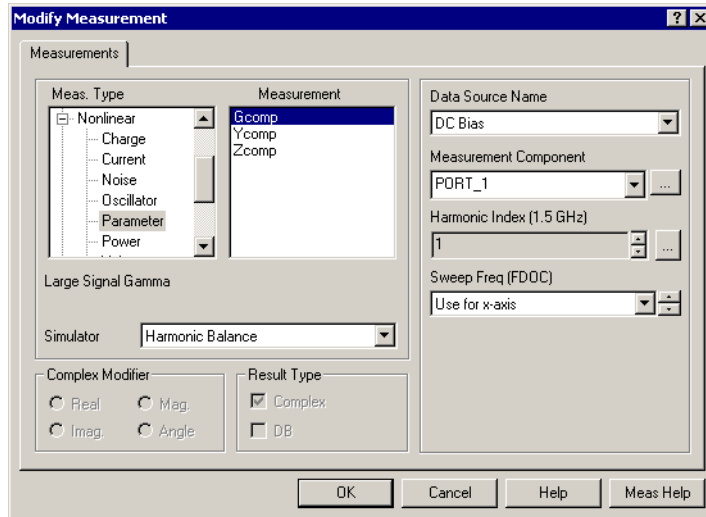 Modify Measurement
Measurements
Meas. Type
Measurement
Nonlinear
Charge
Current
Noise
Oscillator
Parameter
Power
Gcomp
Ycomp
Zcomp
Large Signal Gamma
Simulator
Harmonic Balance
Complex Modifier
Real
Mag.
Imag.
Angle
Result Type
Complex
DB
Data Source Name
DC Bias
Measurement Component
PORT_1
...
Harmonic Index (1.5 GHz)
1
...
Sweep Freq (FDOC)
Use for x-axis
OK
Cancel
Help
Meas Help